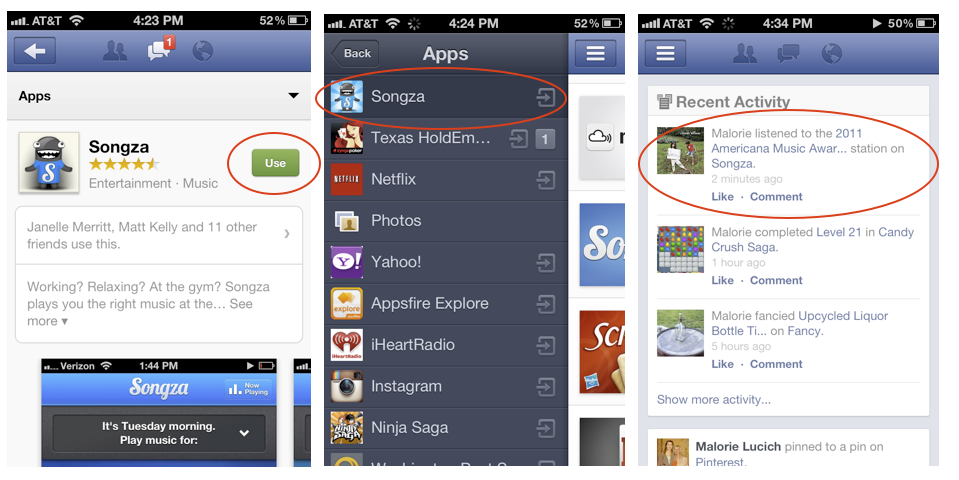 AT&T 4:23 PM 52%
1
Apps
Songza
Use
Entertainment · Music
Janelle Merritt, Matt Kelly and 11 other
friends use this.
Working? Relaxing? At the gym? Songza
plays you the right music at the... See
more ▾
Verizon 1:44 PM
Songza
Now
Playing
It's Tuesday morning.
Play music for:
AT&T 4:24 PM 52%
Back
Apps
Songza
Texas HoldEm...
1
Netflix
NETFLIX
Photos
Yahoo!
Y!
Appsfire Explore
explore
iHeartRadio
iHeartRadio
Instagram
Ninja Saga
So
Sc
Hasbro
AT&T 4:34 PM 50%
Recent Activity
Malorie listened to the 2011
Americana Music Awar... station on
Songza.
2 minutes ago
Like · Comment
Malorie completed Level 21 in Candy
Crush Saga.
1 hour ago
Like · Comment
Malorie fancied Upcycled Liquor
Bottle Ti... on Fancy.
5 hours ago
Like · Comment
Show more activity...
Malorie Lucich pinned to a pin on
Pinterest.